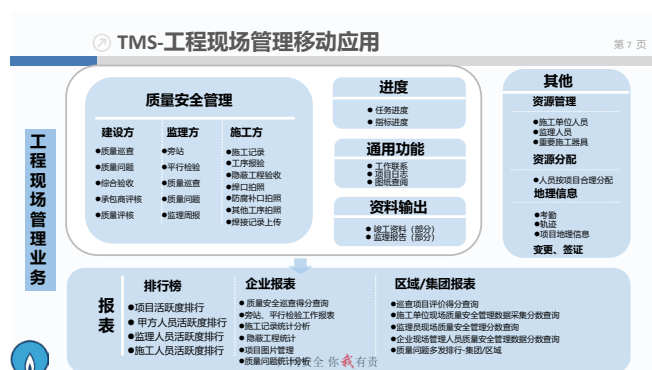 TMS-工程现场管理移动应用
第 7 页
工程现场管理业务
质量安全管理
建设方
●质量巡查
●质量问题
●综合验收
●承包商评核
●质量评核
监理方
●旁站
●平行检验
●质量巡查
●质量问题
●监理周报
施工方
●施工记录
●工序报验
●隐蔽工程验收
●焊口拍照
●防腐补口拍照
●其他工序拍照
●焊接记录上传
进度
● 任务进度
● 指标进度
通用功能
● 工作联系
● 项目日志
● 图纸查阅
资料输出
● 竣工资料（部分）
● 监理报告（部分）
其他
资源管理
●施工单位人员
●监理人员
●重要施工器具
资源分配
●人员按项目合理分配
地理信息
●考勤
●轨迹
●项目地理信息
变更、签证
报表
排行榜
●项目活跃度排行
● 甲方人员活跃度排行
●监理人员活跃度排行
●施工人员活跃度排行
企业报表
● 质量安全巡查得分查询
●旁站、平行检验工作报表
●施工记录统计分析
● 隐蔽工程统计
●项目图片管理
●质量问题统计分析
全 你我有责
区域/集团报表
●巡查项目评价得分查询
●施工单位现场质量安全管理数据采集分数查询
●监理员现场质量安全管理分数查询
●企业现场管理人员质量安全管理数据分数查询
●质量问题多发排行-集团/区域